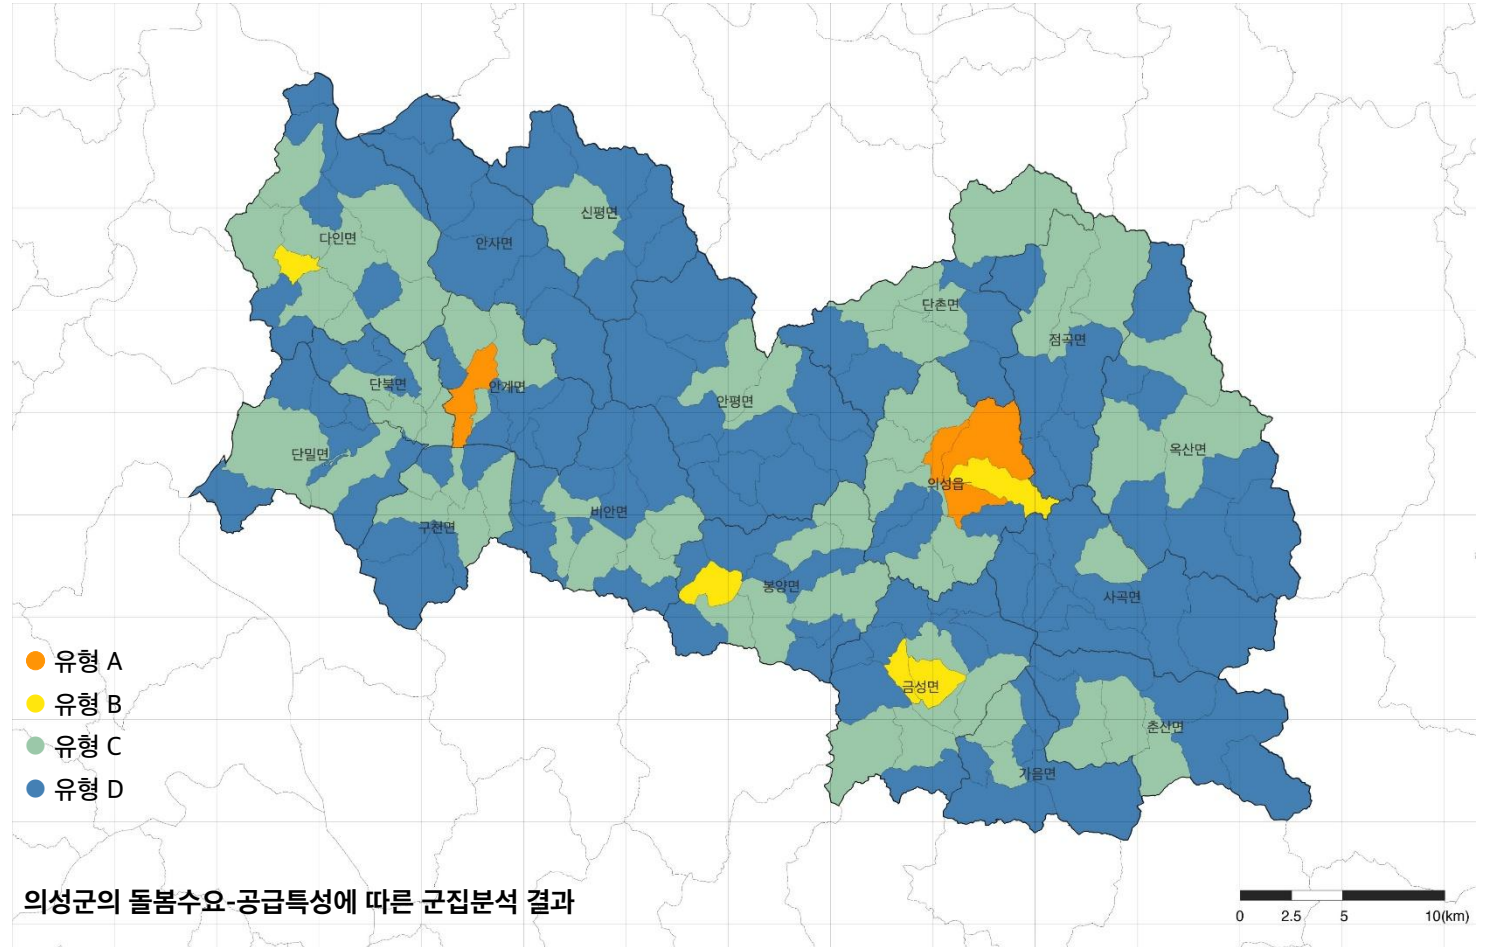 신평면
다인면
안사면
단촌면
점곡면
단북면
안계면
안평면
옥산면
단밀면
의성읍
비안면
구천면
봉양면
사곡면
금성면
춘산면
가음면
유형 A
유형 B
유형 C
유형 D
의성군의 돌봄수요-공급특성에 따른 군집분석 결과
0 2.5 5 10(km)